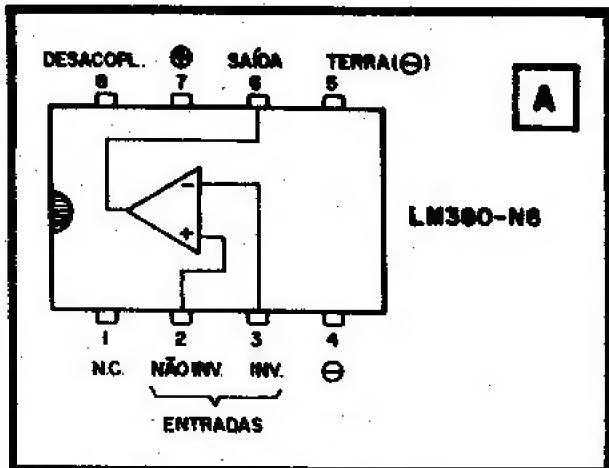 DESACOPL. ⊕ SAÍDA TERRA(⊖)
8 7 6 5
A
- 
+
LM380-N8
1 2 3 4
N.C. NÃO INV. INV. ⊖
ENTRADAS